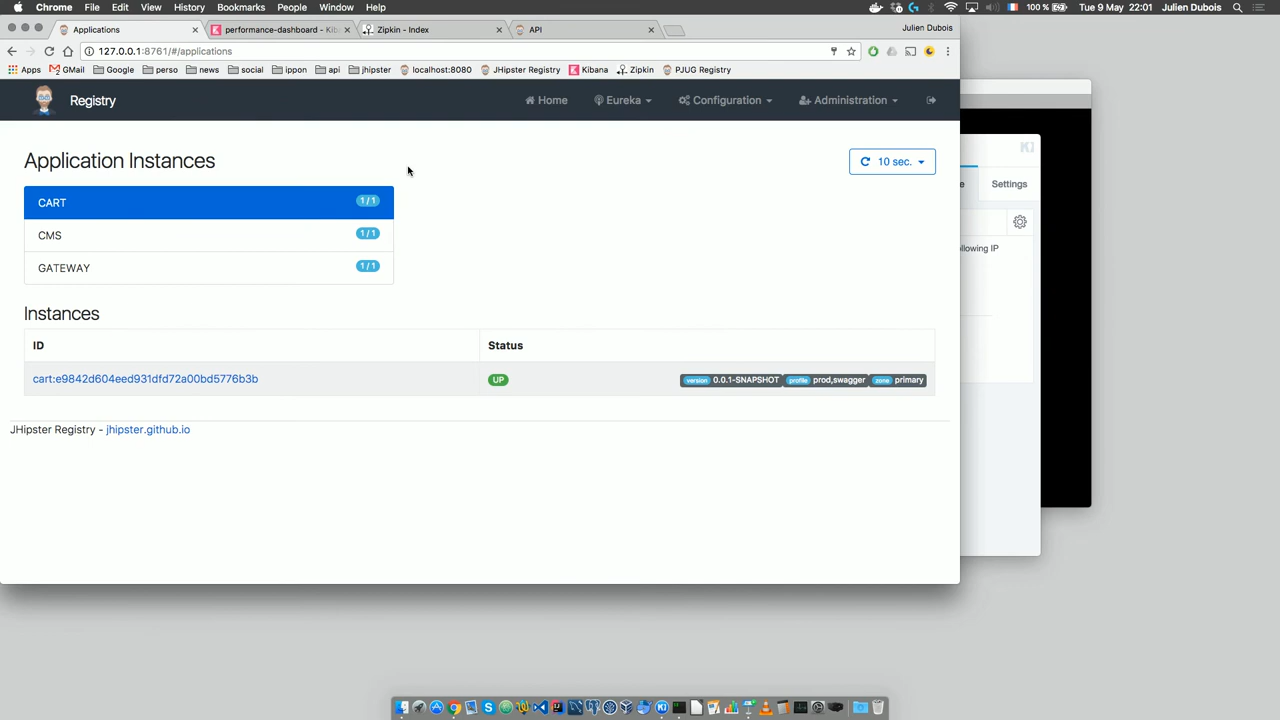 Chrome File Edit View History Bookmarks People Window Help 100 % Tue 9 May 22:01 Julien Dubois
Applications performance-dashboard - Kib Zipkin - Index API Julien Dubois
127.0.0.1:8761/#/applications
Apps GMail Google perso news social ippon api jhipster localhost:8080 JHipster Registry Kibana Zipkin PJUG Registry
Registry Home Eureka Configuration Administration
Application Instances 10 sec.
CART 1 / 1
CMS 1 / 1
GATEWAY 1 / 1
Instances
ID Status
cart:e9842d604eed931dfd72a00bd5776b3b UP version 0.0.1-SNAPSHOT profile prod,swagger zone primary
JHipster Registry - jhipster.github.io
Settings
llowing IP